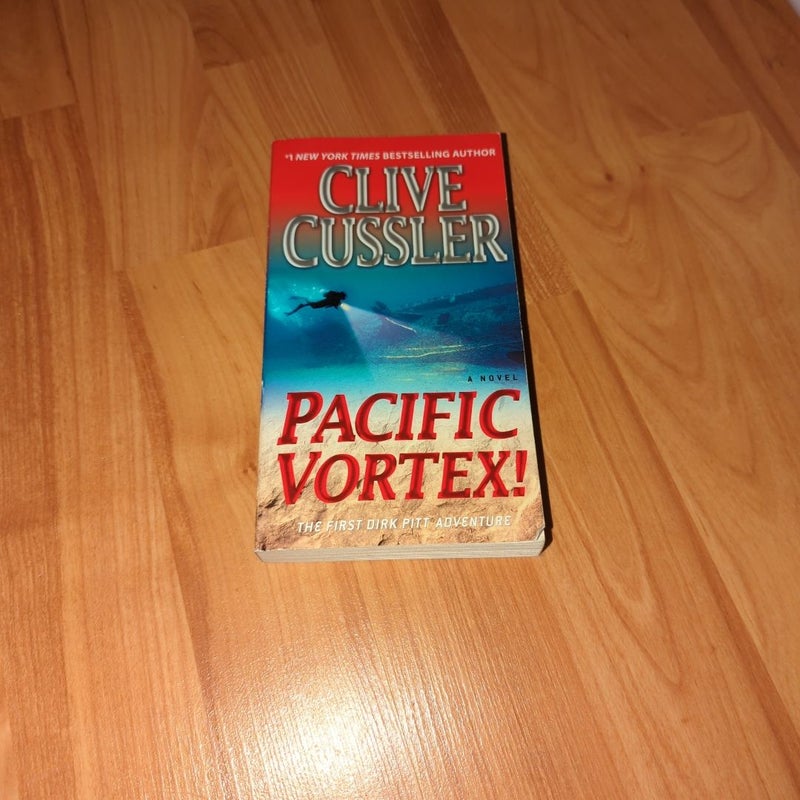 #1 NEW YORK TIMES BESTSELLING AUTHOR
CLIVE
CUSSLER
A NOVEL
PACIFIC
VORTEX!
THE FIRST DIRK PITT ADVENTURE